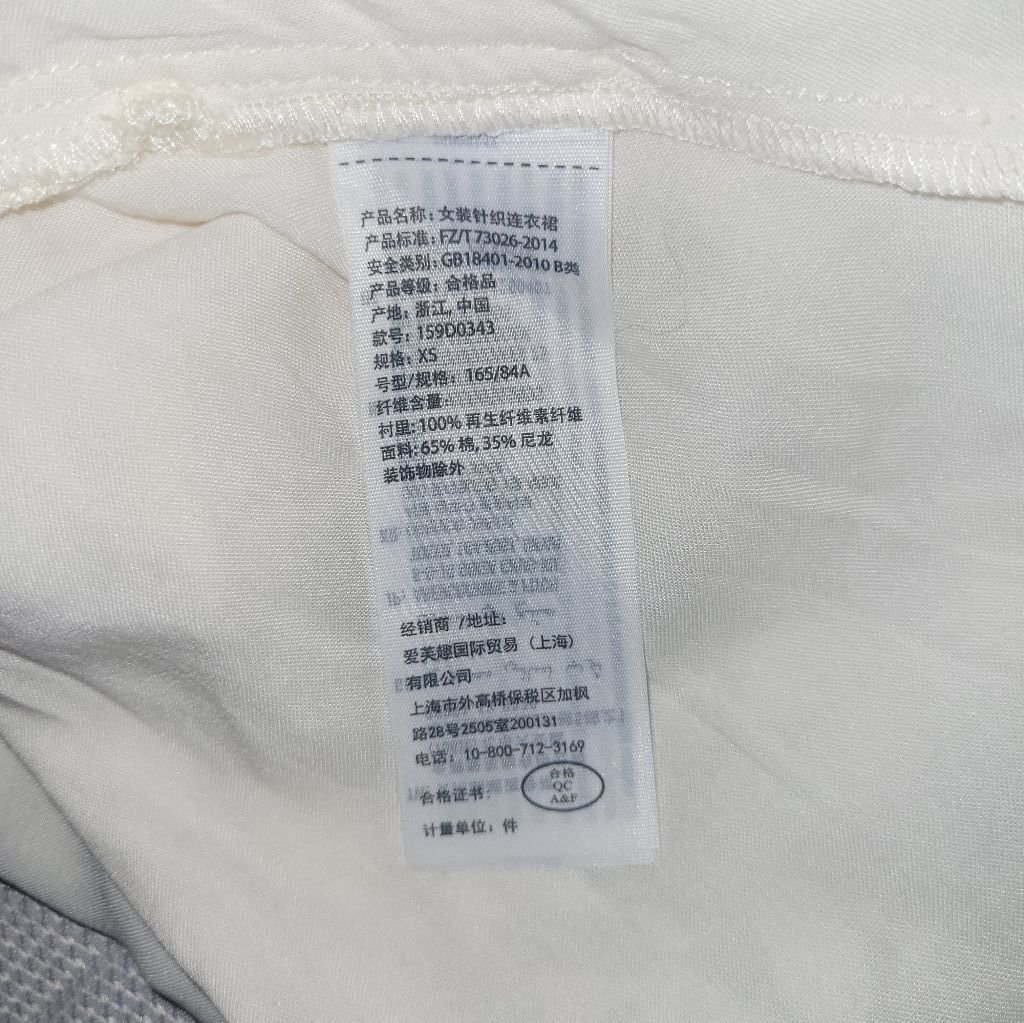 产品名称：女装针织连衣裙
产品标准：FZ/T 73026-2014
安全类别：GB18401-2010 B类
产品等级：合格品
产地：浙江, 中国
款号：159D0343
规格：XS
号型/规格：165/84A
纤维含量
衬里:100% 再生纤维素纤维
面料:65% 棉, 35% 尼龙
装饰物除外
经销商 /地址：
爱芙趣国际贸易（上海）
有限公司
上海市外高桥保税区加枫
路28号2505室200131
电话：10-800-712-3169
合格证书：
合格
QC
A&F
计量单位：件